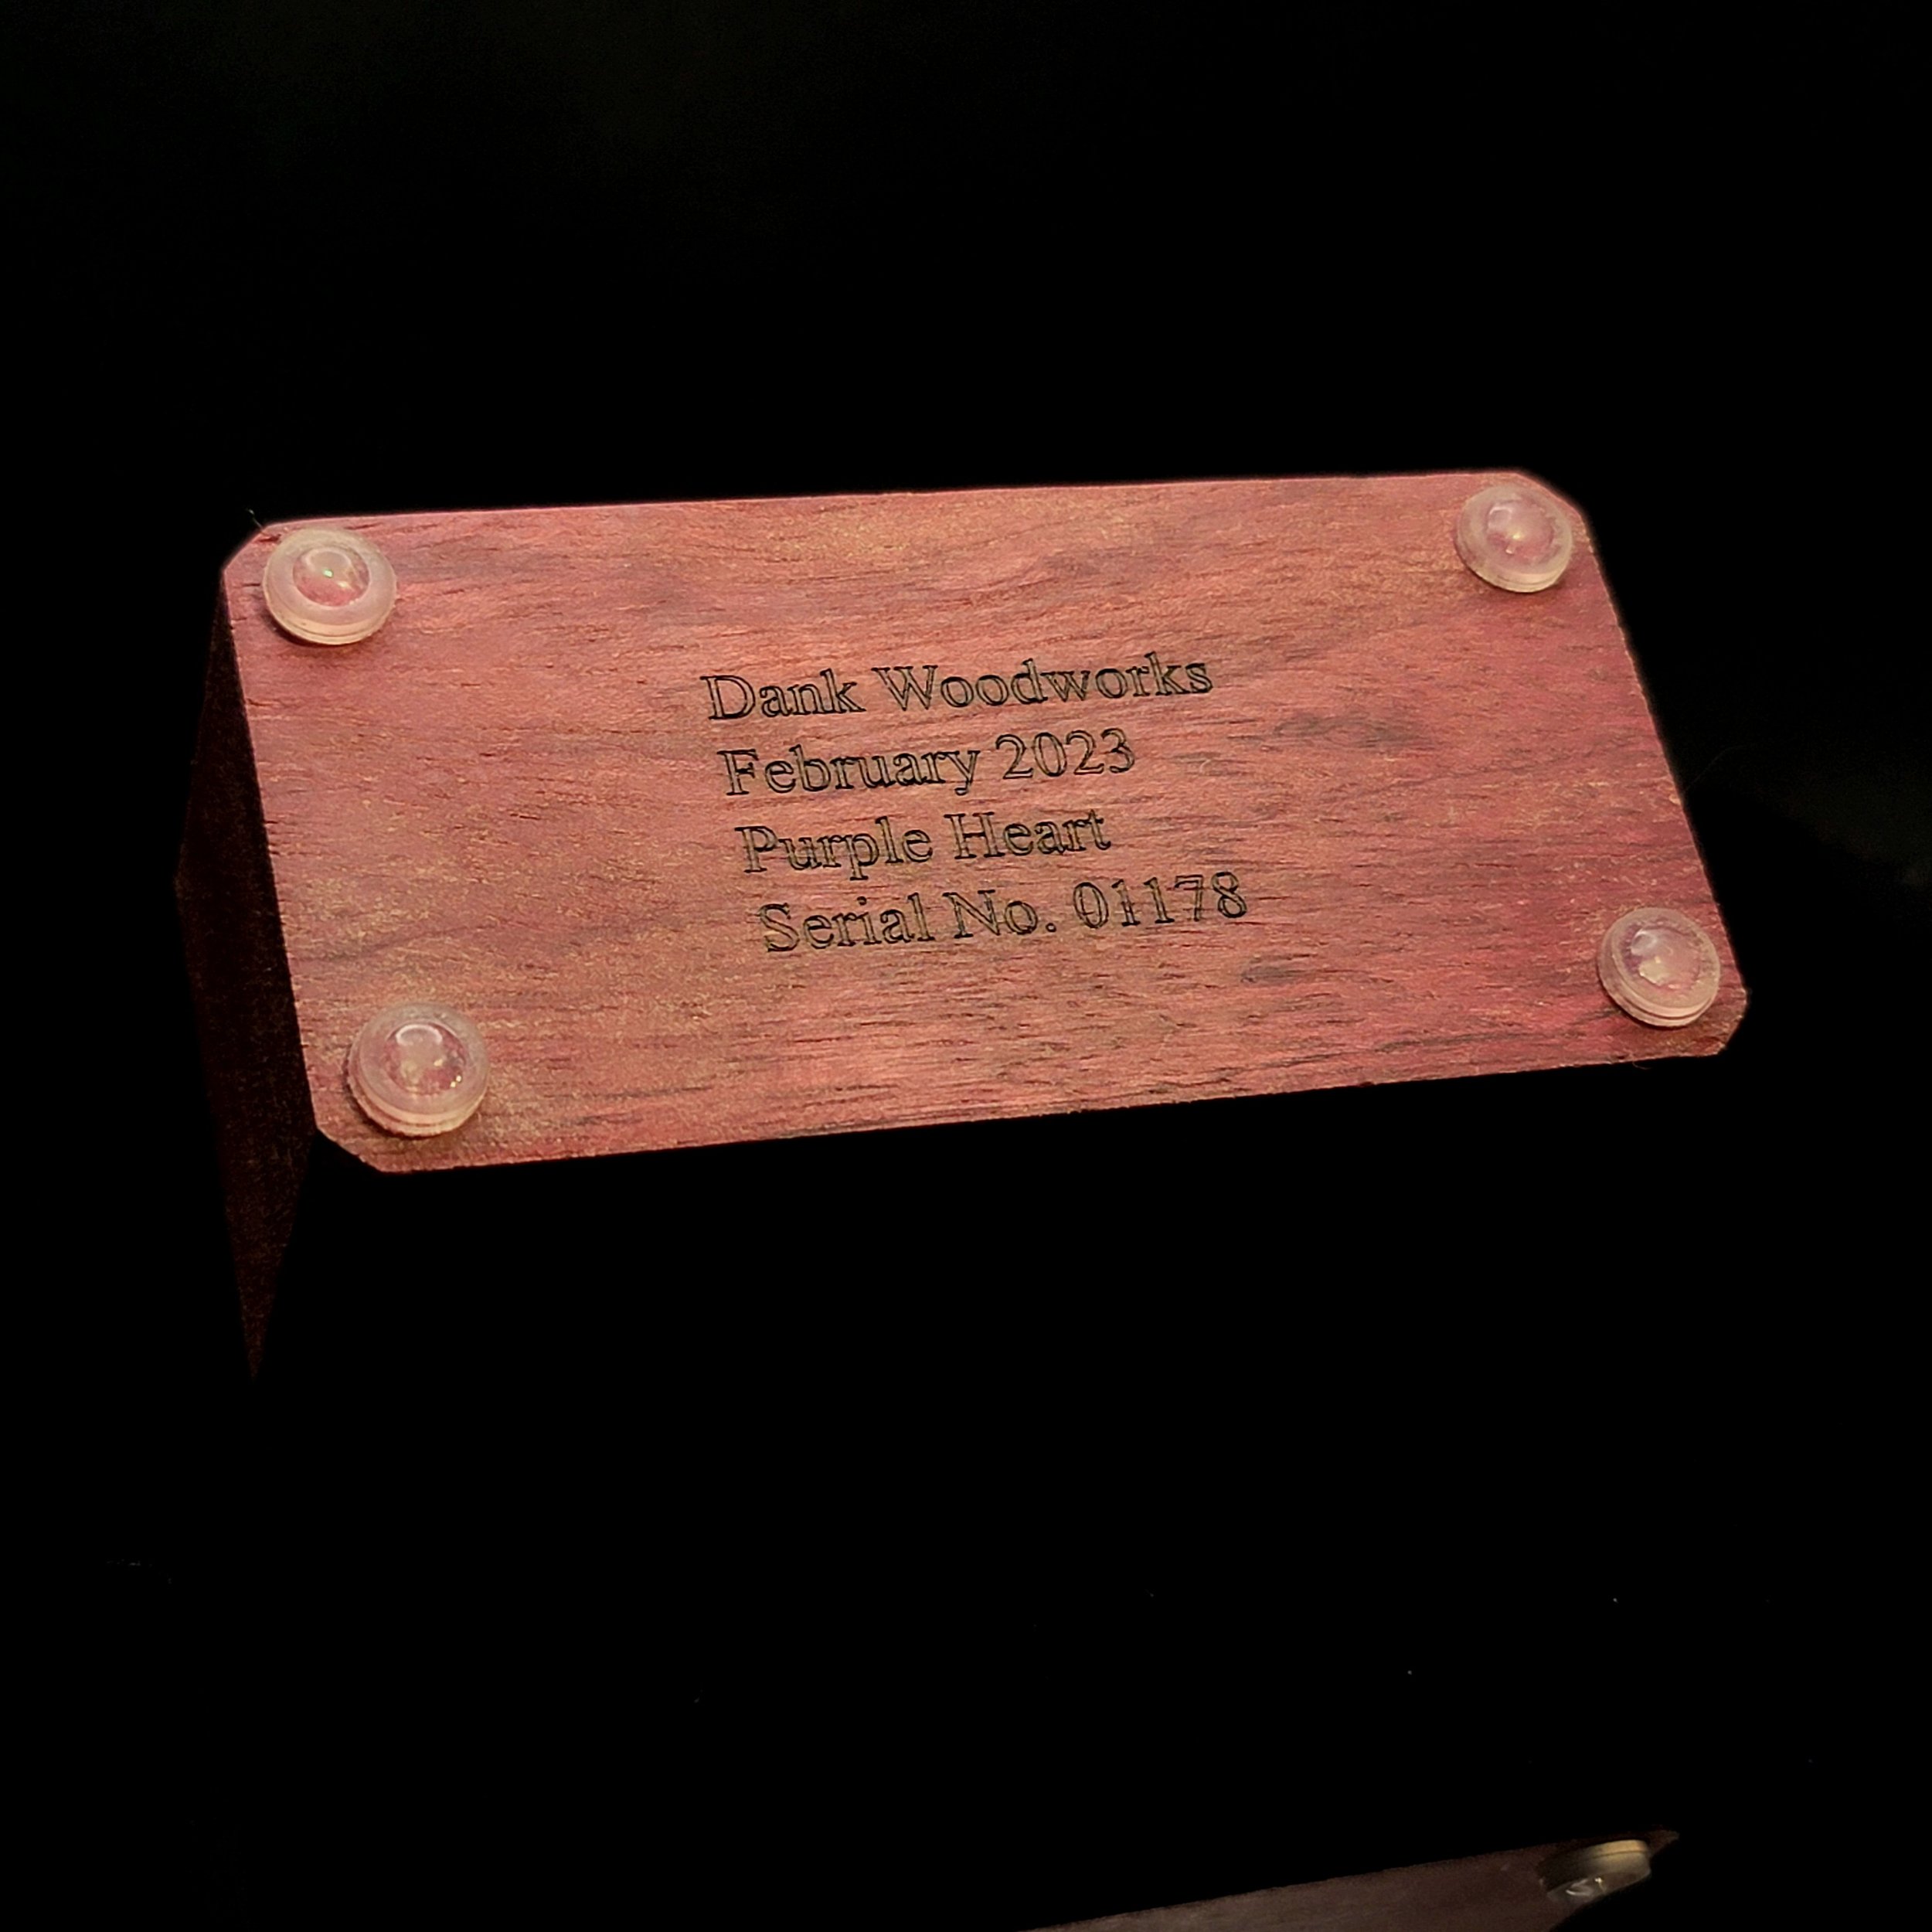 Dank Woodworks
February 2023
Purple Heart
Serial No. 01178